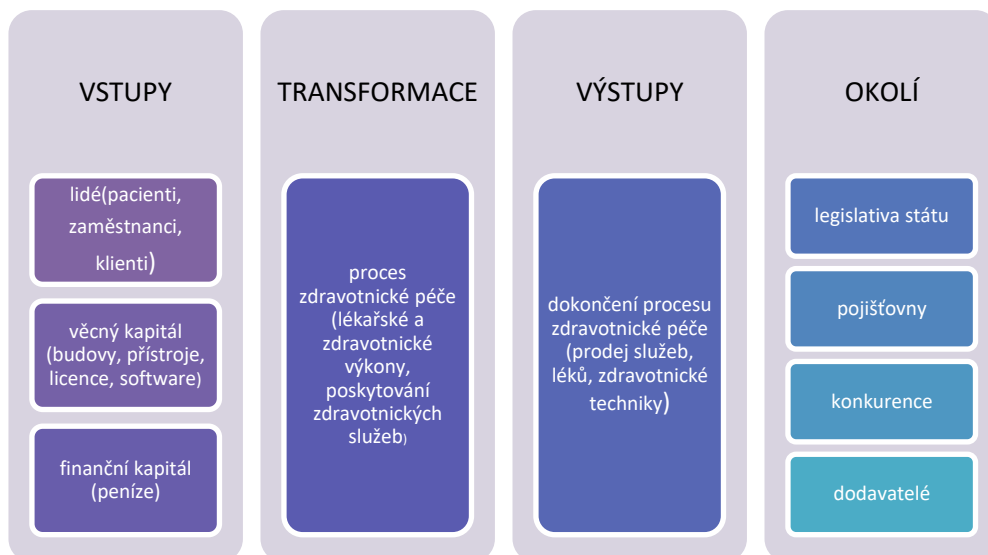 VSTUPY
lidé(pacienti,
zaměstnanci,
klienti)
věcný kapitál
(budovy, přístroje,
licence, software)
finanční kapitál
(peníze)
TRANSFORMACE
proces
zdravotnické péče
(lékařské a
zdravotnické
výkony,
poskytování
zdravotnických
služeb)
VÝSTUPY
dokončení procesu
zdravotnické péče
(prodej služeb,
léků, zdravotnické
techniky)
OKOLÍ
legislativa státu
pojišťovny
konkurence
dodavatelé